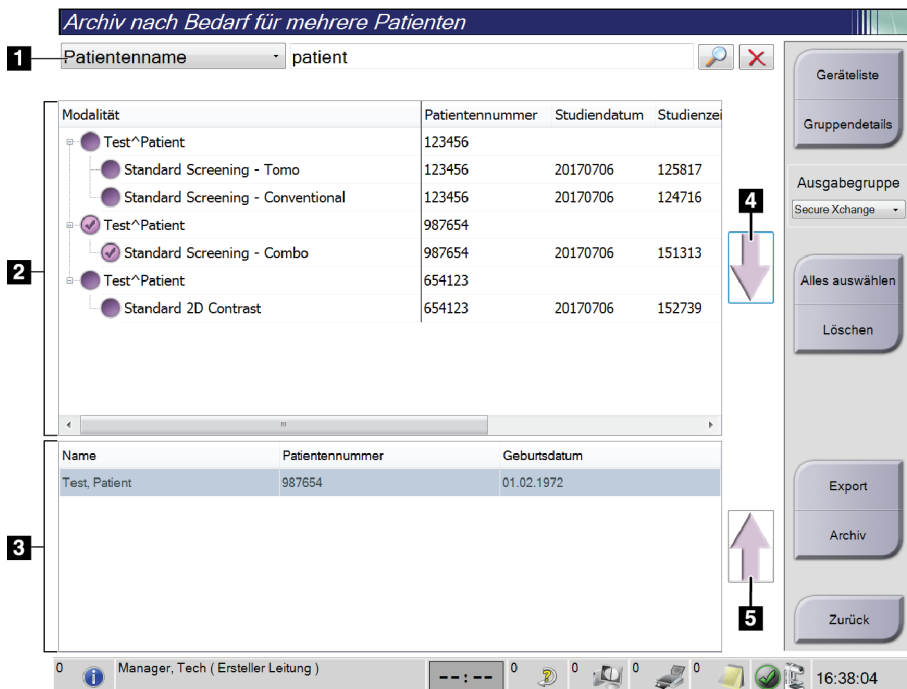 Archiv nach Bedarf für mehrere Patienten
1
Patientenname
patient
Geräteliste
Gruppendetails
Ausgabegruppe
Secure Xchange
Alles auswählen
Löschen
Export
Archiv
Zurück
2
Modalität Patientennummer Studiendatum Studienzei
Test^Patient 123456
Standard Screening - Tomo 123456 20170706 125817
Standard Screening - Conventional 123456 20170706 124716
Test^Patient 987654
Standard Screening - Combo 987654 20170706 151313
Test^Patient 654123
Standard 2D Contrast 654123 20170706 152739
4
3
Name Patientennummer Geburtsdatum
Test, Patient 987654 01.02.1972
5
0 Manager, Tech ( Ersteller Leitung ) --:-- 0 0 0 0 16:38:04